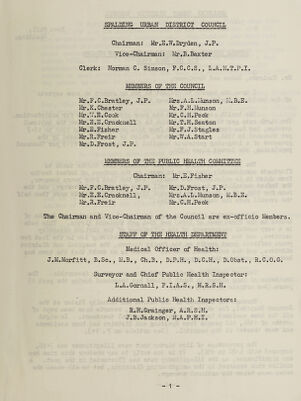 SPALDING URBAN DISTRICT COUNCIL
Chairman: Mr.E.W.Dryden, J.P.
Vice-Chairman: Mr.B.Baxter
Clerk: Norman C. Simson, F.C.C.S., L.A.M.T.P.I.
MEMBERS OF THE COUNCIL
Mr.F.C.Bratley, J.P. Mrs.A.L.Munson, M.B.E.
Mr.K.Chester Mr.F.H.Munson
Mr.W.E.Cook Mr.C.H.Peck
Mr.E.E.Cracknell Mr.T.H.Seaton
Mr.E.Fisher Mr.F.J.Stagles
Mr.R.Freir Mr.W.A.Start
Mr.D.Frost, J.P.
MEMBERS OF THE PUBLIC HEALTH COMMITTEE
Chairman: Mr.E.Fisher
Mr.F.C.Bratley, J.P. Mr.D.Frost, J.P.
Mr.E.E.Cracknell, Mrs.A.L.Munson, M.B.E.
Mr.R.Freir Mr.C.H.Peck
The Chairman and Vice-Chairman of the Council are ex-officio Members.
STAFF OF THE HEALTH DEPARTMENT
Medical Officer of Health:
J.M.Morfitt, B.Sc., M.B., Ch.B., D.P.H., D.C.H., D.Obst., R.C.O.G.
Surveyor and Chief Public Health Inspector:
L.A.Gornall, F.I.A.S., M.R.S.H.
Additional Public Health Inspectors:
R.H.Grainger, A.R.S.H.
J.B.Jackson, M.A.P.H.I.
- 1 -